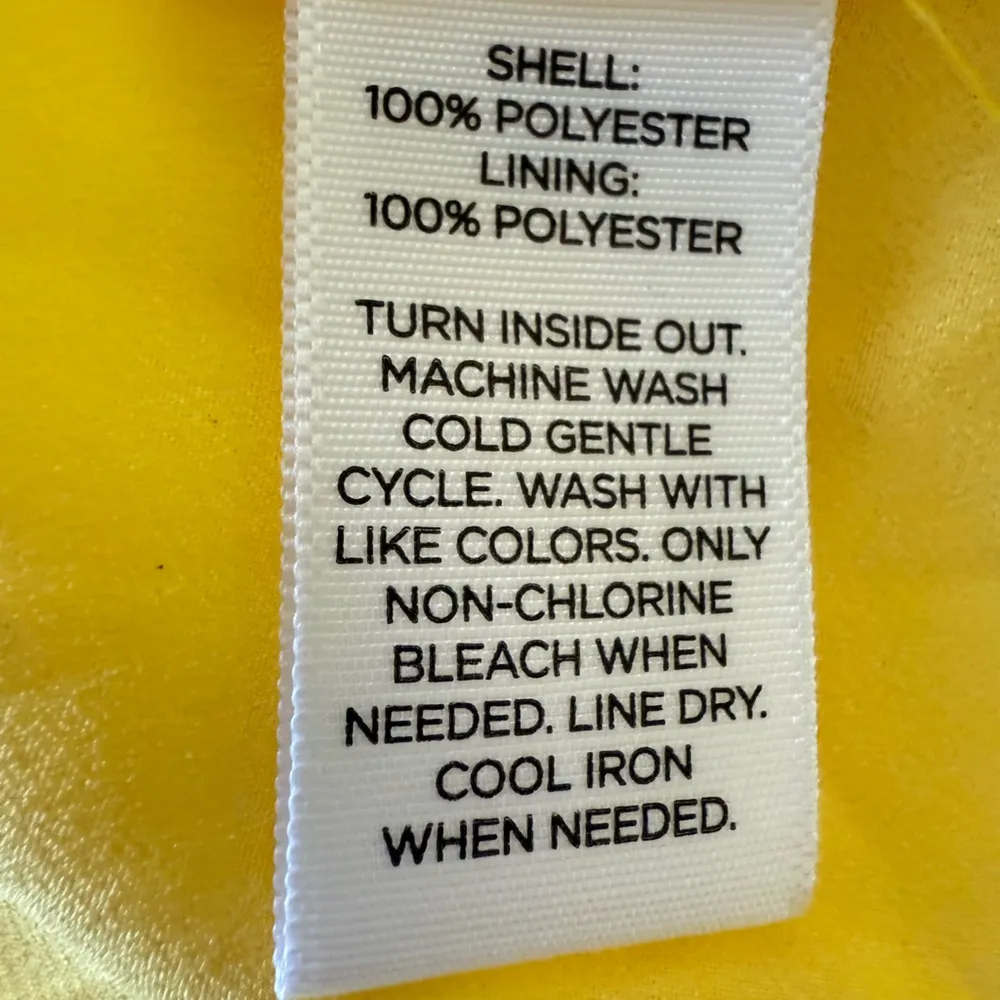 SHELL:
100% POLYESTER
LINING:
100% POLYESTER
TURN INSIDE OUT.
MACHINE WASH
COLD GENTLE
CYCLE. WASH WITH
LIKE COLORS. ONLY
NON-CHLORINE
BLEACH WHEN
NEEDED. LINE DRY.
COOL IRON
WHEN NEEDED.